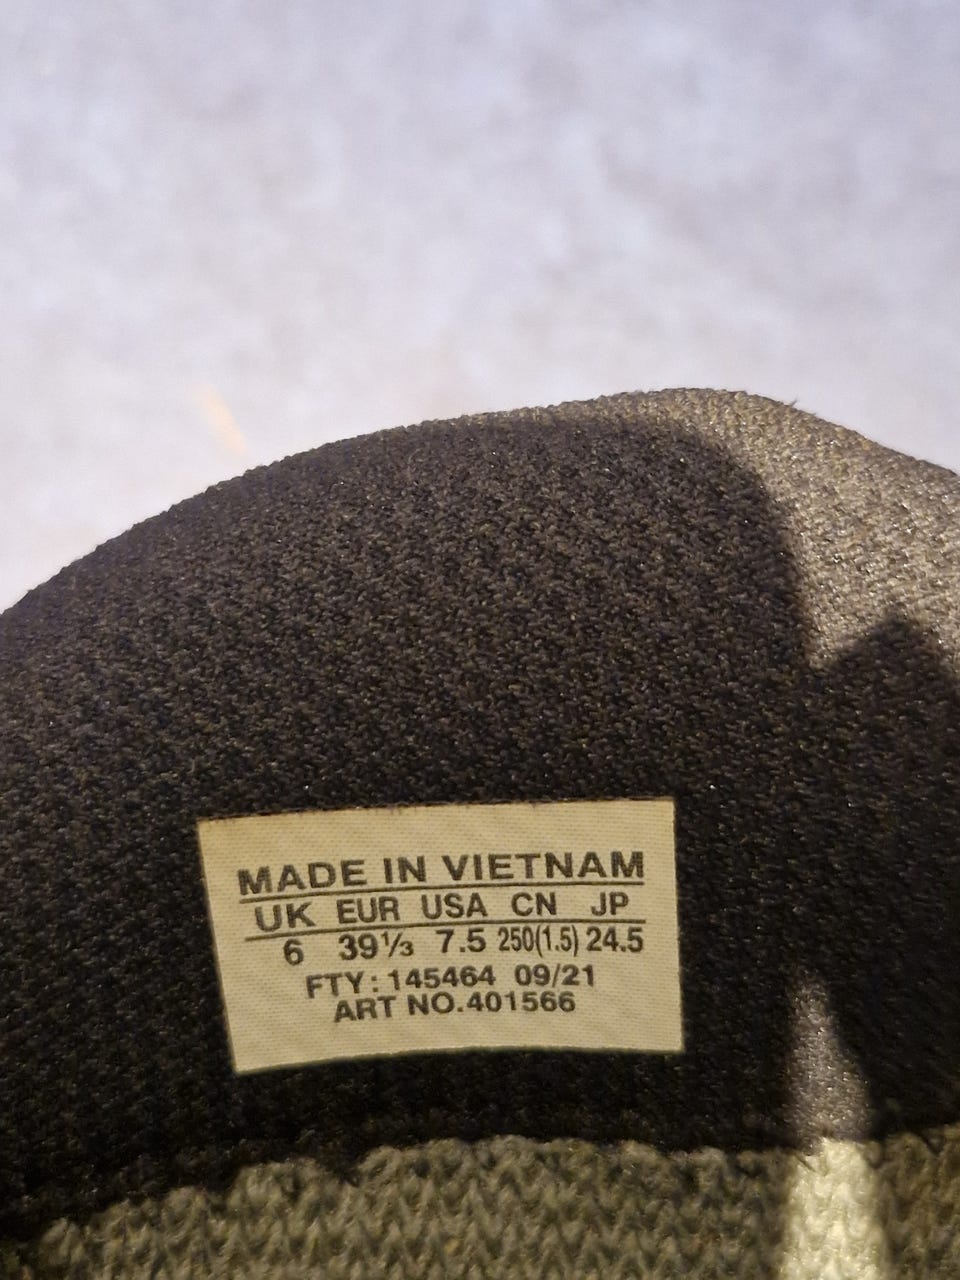 MADE IN VIETNAM
UK EUR USA CN JP
6 39⅓ 7.5 250(1.5) 24.5
FTY: 145464 09/21
ART NO.401566